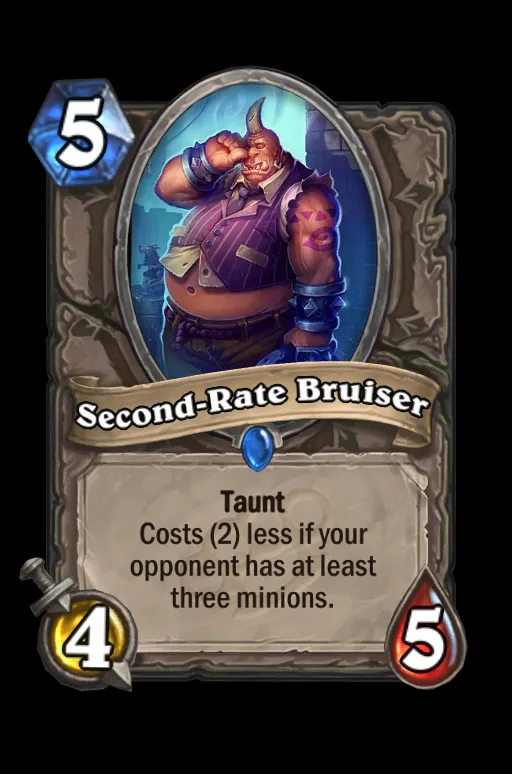 5
Second-Rate Bruiser
Taunt
Costs (2) less if your
opponent has at least
three minions.
4
5